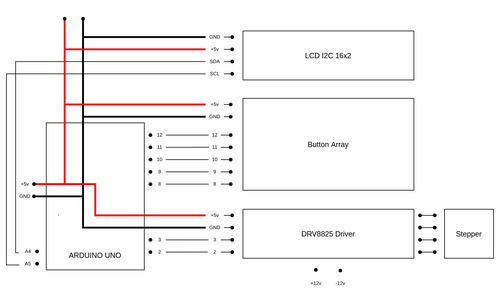 GND
+5v
SDA
SCL
LCD I2C 16x2
+5v
GND
12 12
11 11
10 10
9 9
8 8
Button Array
+5v
GND
+5v
GND
3 3
2 2
DRV8825 Driver
Stepper
A4
A5
ARDUINO UNO
+12v -12v